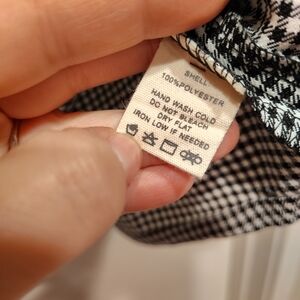 SHELL
100%POLYESTER
HAND WASH COLD
DO NOT BLEACH
DRY FLAT
IRON LOW IF NEEDED